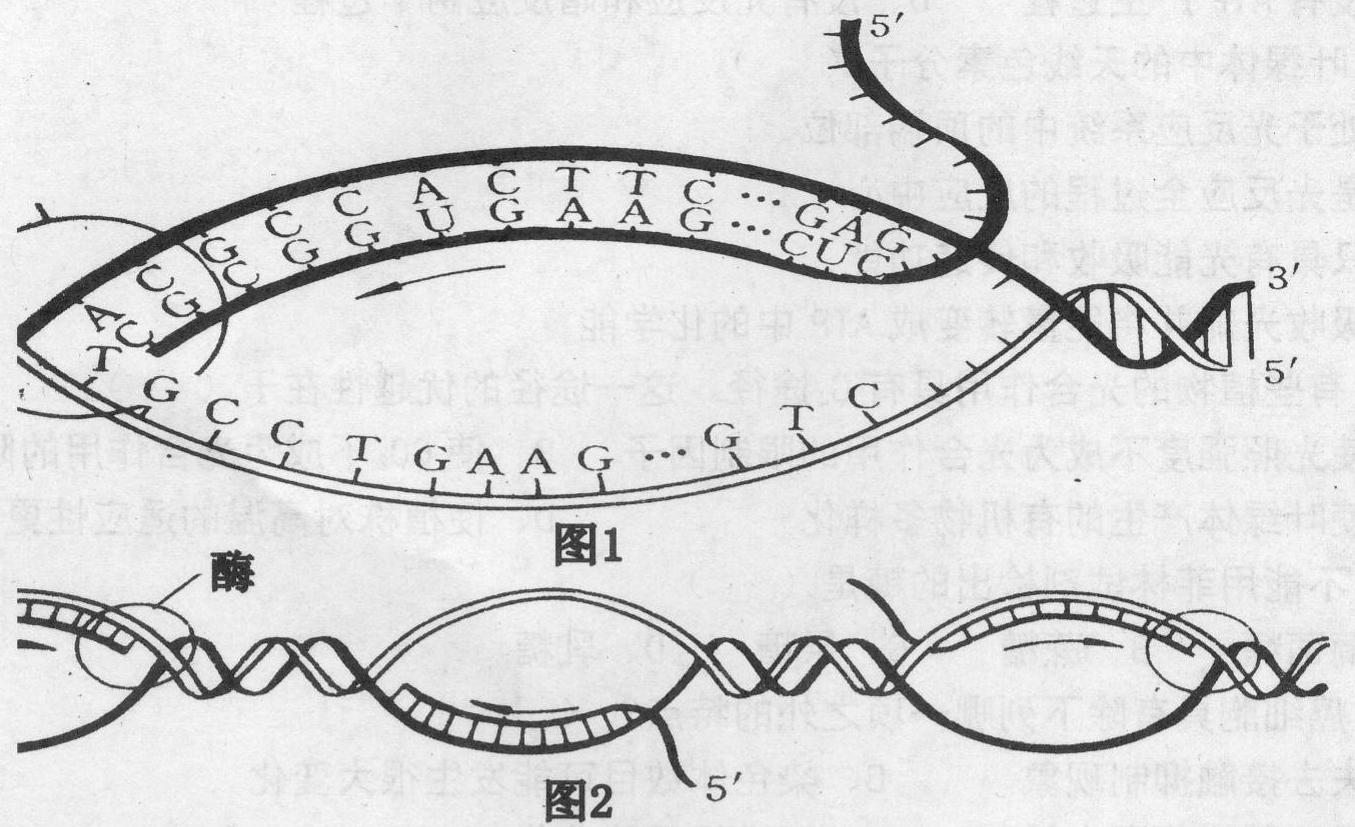 5′
A C G C C A C T T C … G A G
C G C G G U G A A G … C U C
3′
5′
T G C C T G A A G … G T C
图1
酶
5′
图2